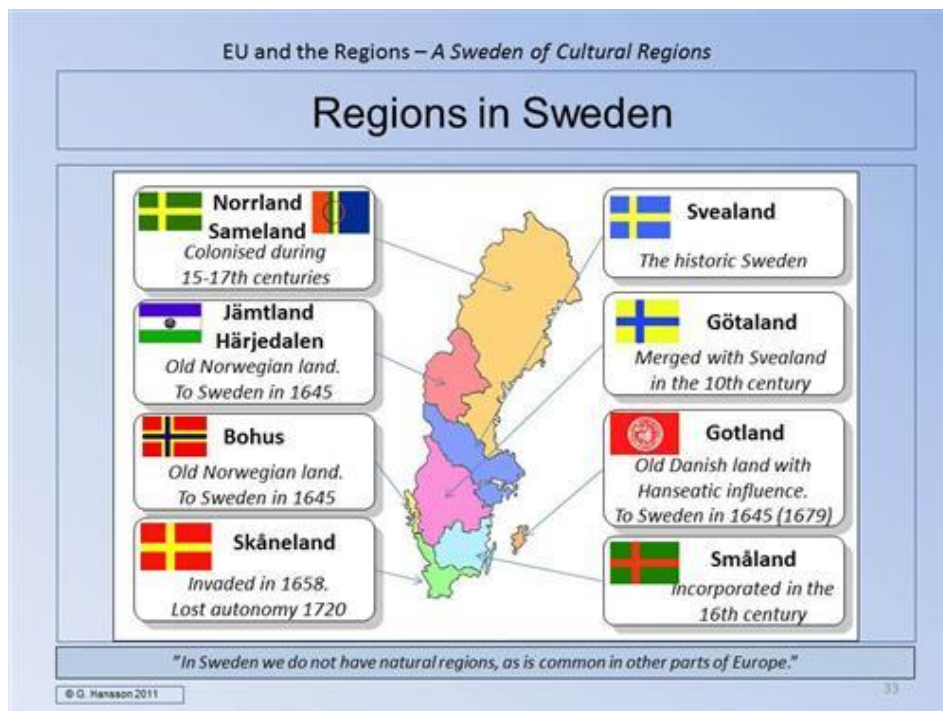 EU and the Regions – A Sweden of Cultural Regions
Regions in Sweden
Norrland
Sameland
Colonised during
15-17th centuries
Jämtland
Härjedalen
Old Norwegian land.
To Sweden in 1645
Bohus
Old Norwegian land.
To Sweden in 1645
Skåneland
Invaded in 1658.
Lost autonomy 1720
Svealand
The historic Sweden
Götaland
Merged with Svealand
in the 10th century
Gotland
Old Danish land with
Hanseatic influence.
To Sweden in 1645 (1679)
Småland
Incorporated in the
16th century
"In Sweden we do not have natural regions, as is common in other parts of Europe."
© G. Hansson 2011
33